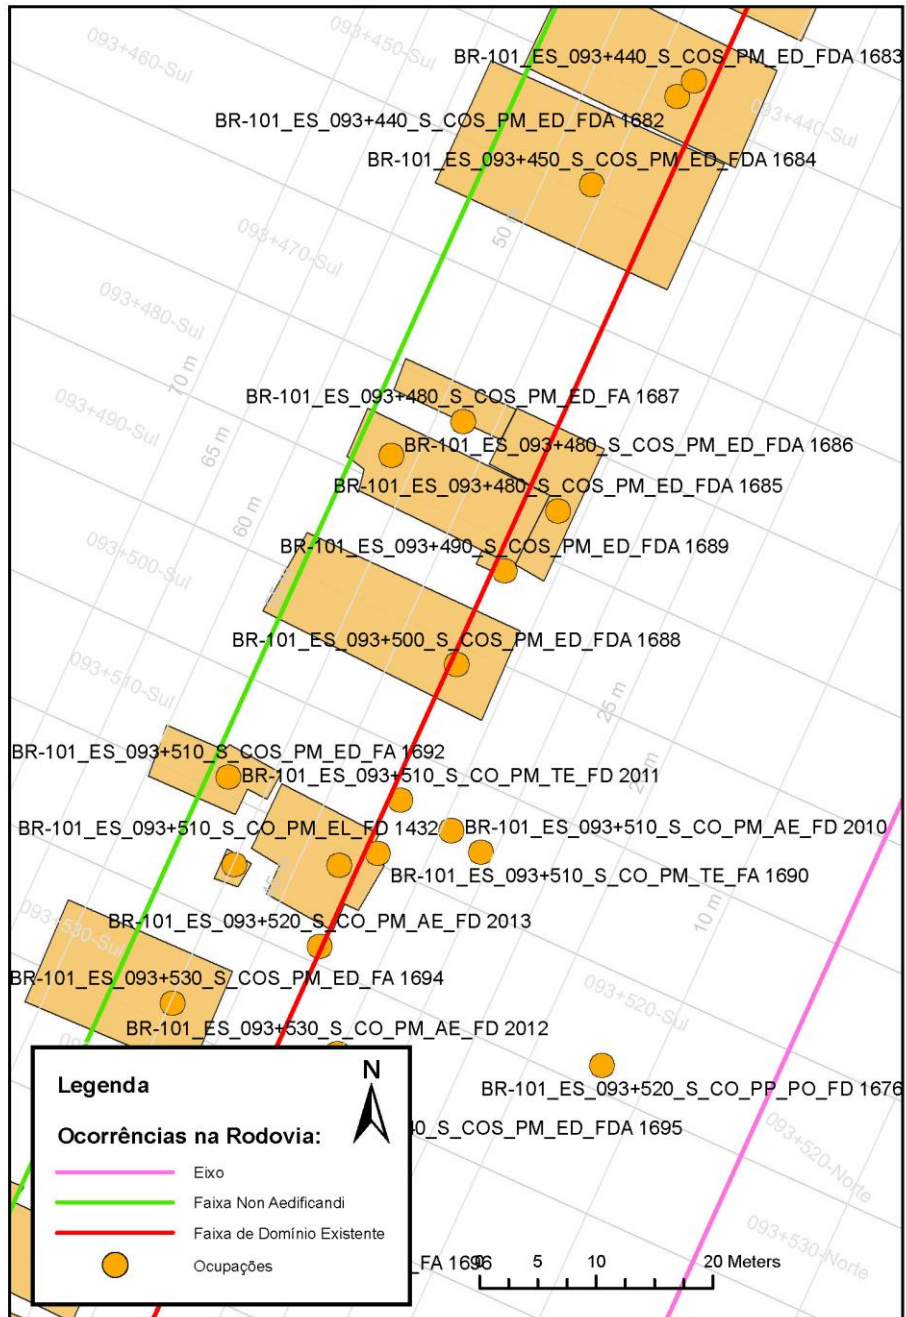 093+450-Sul
093+460-Sul
BR-101_ES_093+440_S_COS_PM_ED_FDA 1683
093+440-Sul
BR-101_ES_093+440_S_COS_PM_ED_FDA 1682
BR-101_ES_093+450_S_COS_PM_ED_FDA 1684
50 m
093+470-Sul
093+480-Sul
70 m
BR-101_ES_093+480_S_COS_PM_ED_FA 1687
093+490-Sul
65 m
BR-101_ES_093+480_S_COS_PM_ED_FDA 1686
BR-101_ES_093+480_S_COS_PM_ED_FDA 1685
60 m
BR-101_ES_093+490_S_COS_PM_ED_FDA 1689
093+500-Sul
BR-101_ES_093+500_S_COS_PM_ED_FDA 1688
093+510-Sul
25 m
BR-101_ES_093+510_S_COS_PM_ED_FA 1692
BR-101_ES_093+510_S_CO_PM_TE_FD 2011
BR-101_ES_093+510_S_CO_PM_EL_FD 1432
BR-101_ES_093+510_S_CO_PM_AE_FD 2010
BR-101_ES_093+510_S_CO_PM_TE_FA 1690
10 m
BR-101_ES_093+520_S_CO_PM_AE_FD 2013
093+530-Sul
BR-101_ES_093+530_S_COS_PM_ED_FA 1694
093+520-Sul
BR-101_ES_093+530_S_CO_PM_AE_FD 2012
BR-101_ES_093+520_S_CO_PP_PO_FD 1676
0_S_COS_PM_ED_FDA 1695
093+520-Norte
093+530-Norte
Legenda
N
Ocorrências na Rodovia:
Eixo
Faixa Non Aedificandi
Faixa de Domínio Existente
Ocupações
_FA 1696
0 5 10 20 Meters